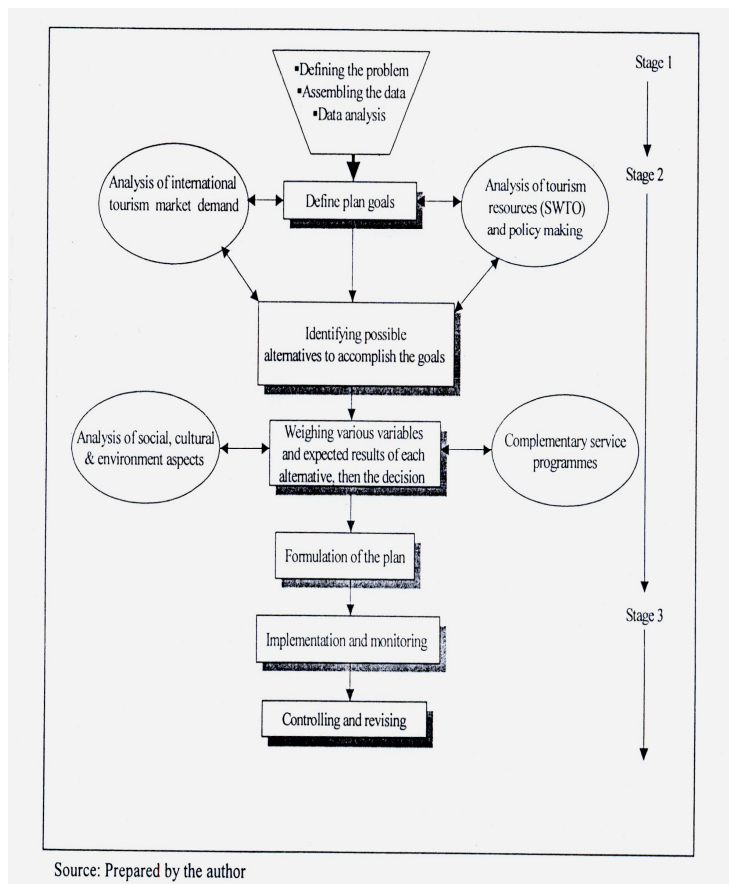 ▪Defining the problem
▪Assembling the data
▪Data analysis
Stage 1
Analysis of international
tourism market demand
Define plan goals
Analysis of tourism
resources (SWTO)
and policy making
Stage 2
Identifying possible
alternatives to accomplish the goals
Analysis of social, cultural
& environment aspects
Weighing various variables
and expected results of each
alternative, then the decision
Complementary service
programmes
Formulation of the plan
Implementation and monitoring
Stage 3
Controlling and revising
Source: Prepared by the author